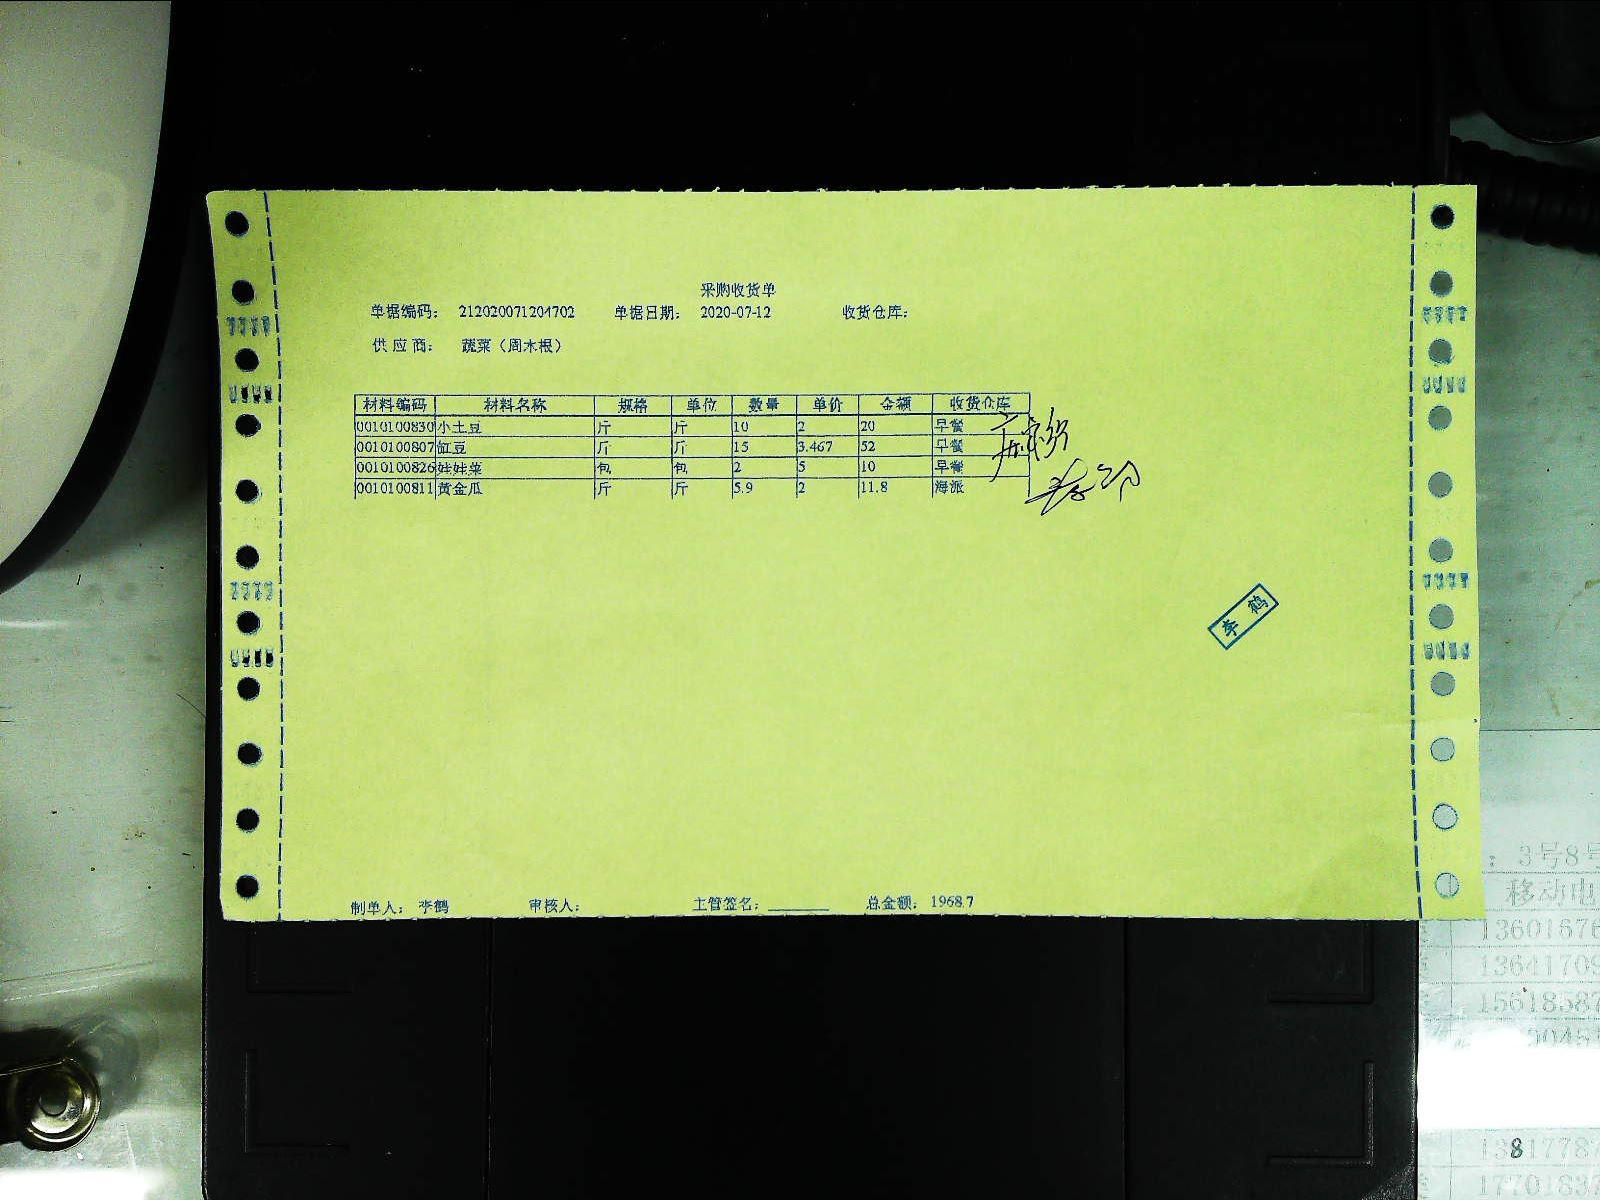 采购收货单
单据编码： 212020071204702 单据日期： 2020-07-12 收货仓库：
供 应 商： 蔬菜（周木根）
材料编码 材料名称 规格 单位 数量 单价 金额 收货仓库
0010100830 小土豆 斤 斤 10 2 20 早餐
0010100807 缸豆 斤 斤 15 3.467 52 早餐
0010100826 娃娃菜 包 包 2 5 10 早餐
0010100811 黄金瓜 斤 斤 5.9 2 11.8 海派
李 鹤
制单人： 李鹤 审核人： 主管签名： 总金额： 1968.7
：3号8号
移动电
1360167
1364170
1561858
138177
1770183